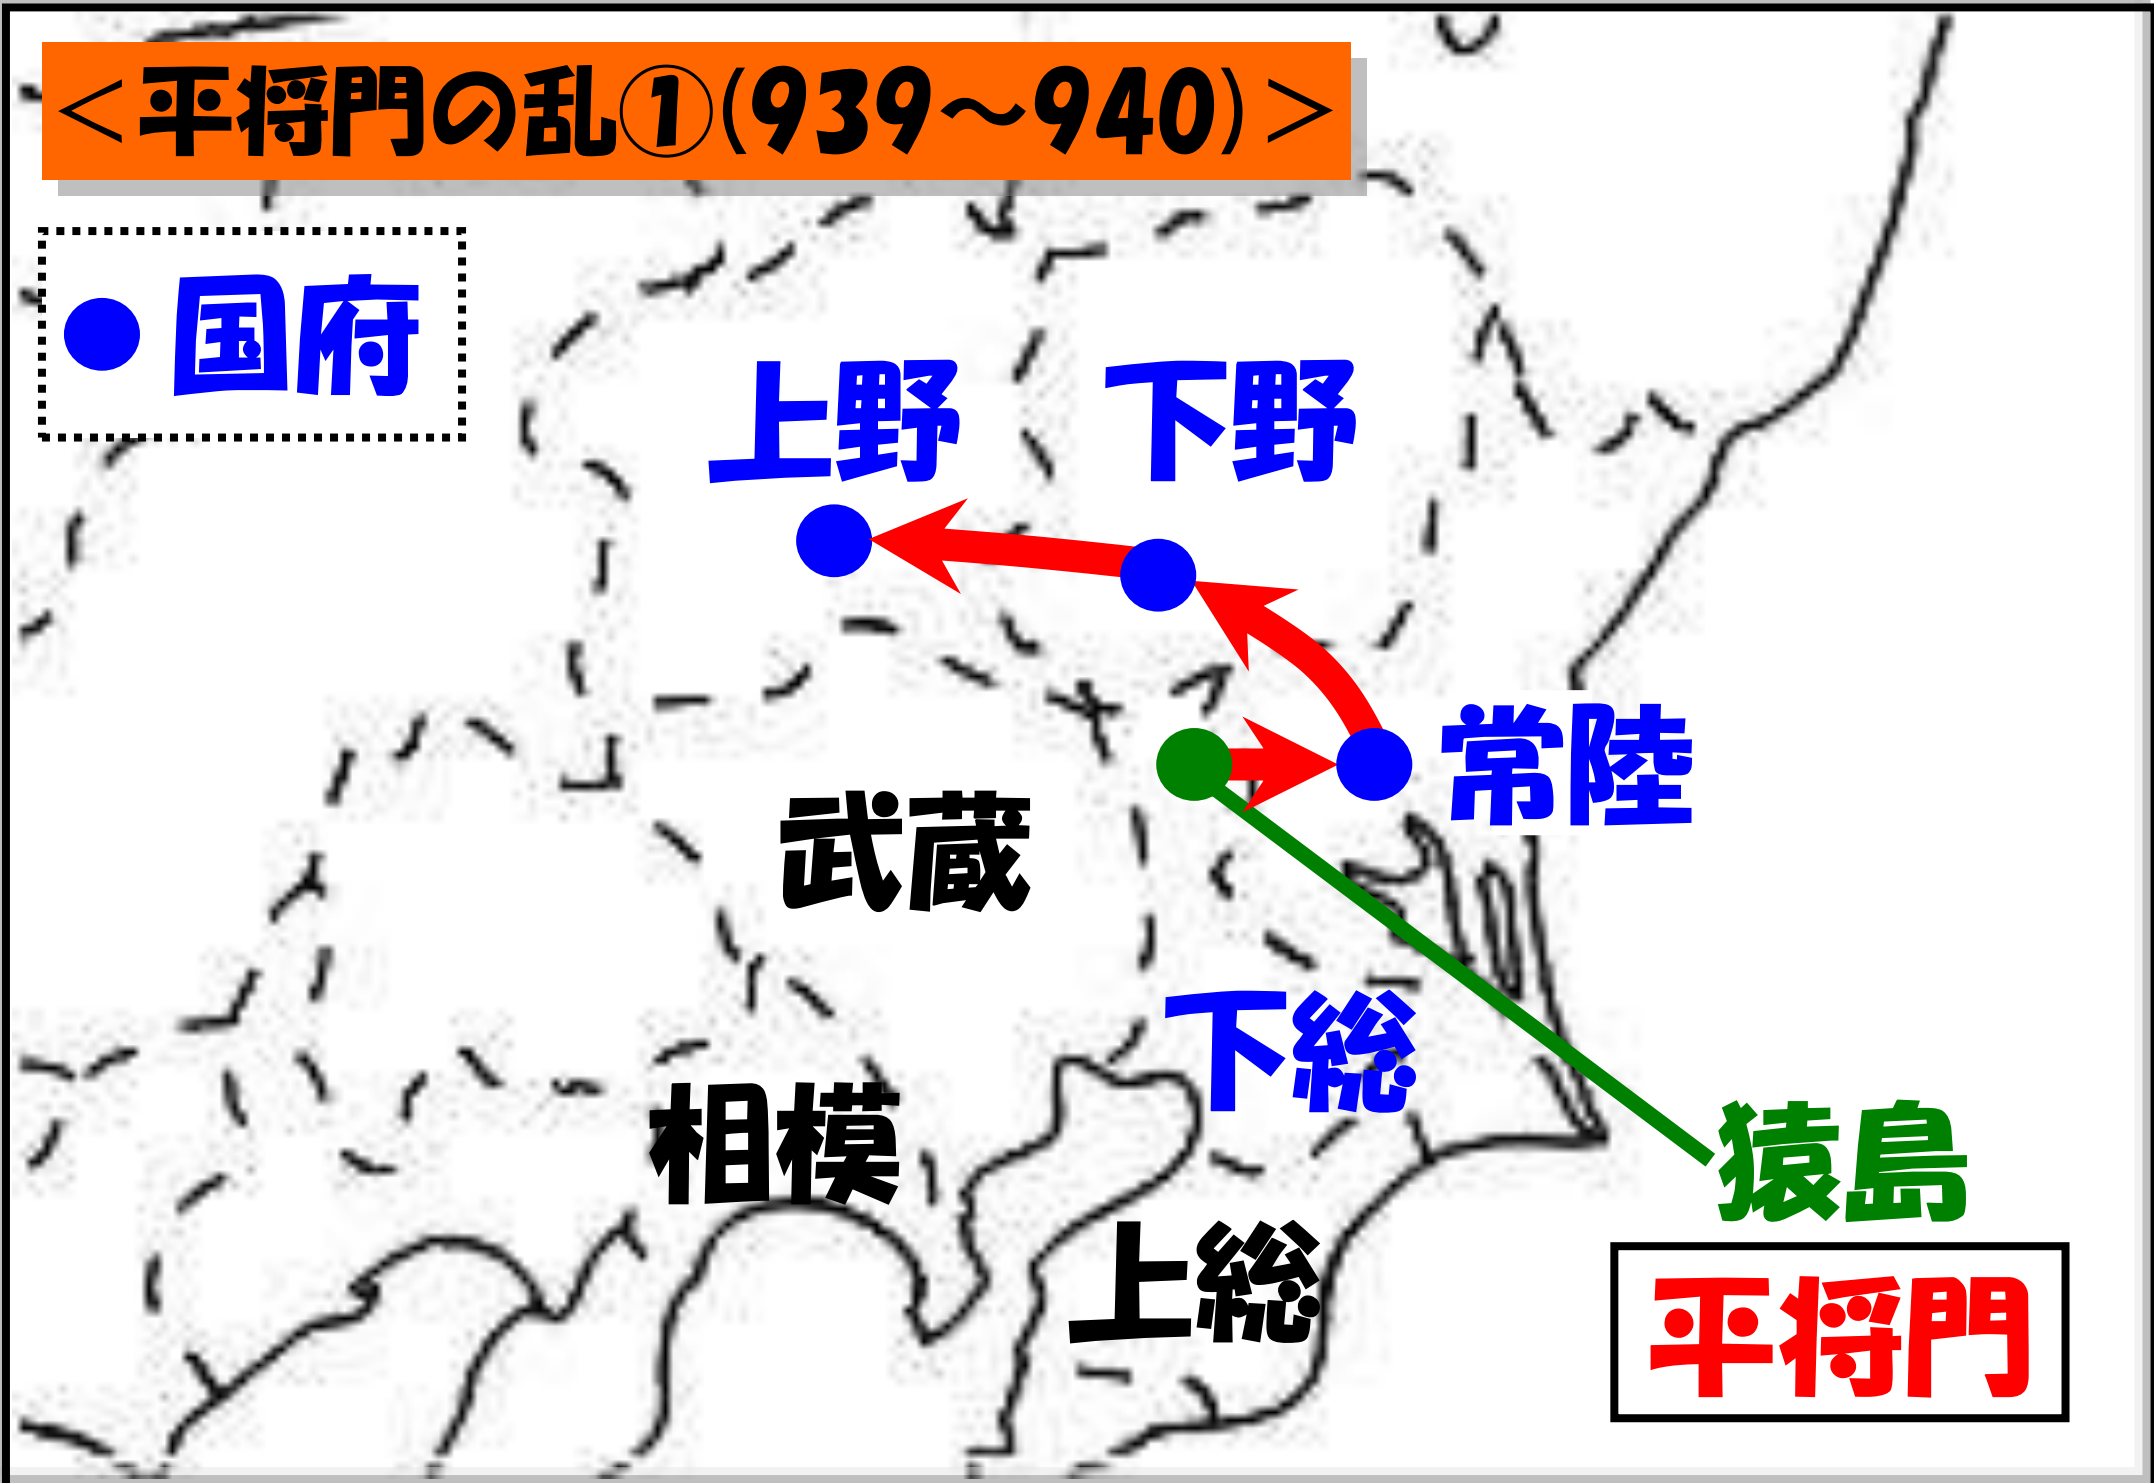 ＜平将門の乱①(939～940)＞
国府
上野
下野
常陸
武蔵
下総
相模
猿島
上総
平将門